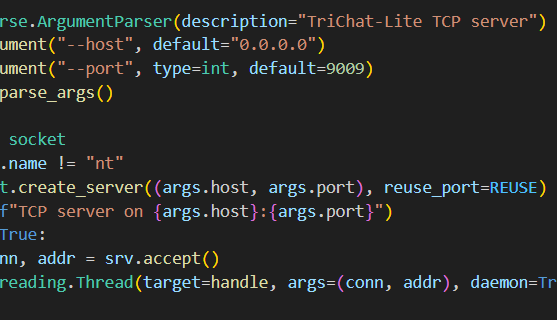 rse.ArgumentParser(description="TriChat-Lite TCP server")
ument("--host", default="0.0.0.0")
ument("--port", type=int, default=9009)
parse_args()
socket
.name != "nt"
t.create_server((args.host, args.port), reuse_port=REUSE)
f"TCP server on {args.host}:{args.port}")
True:
nn, addr = srv.accept()
reading.Thread(target=handle, args=(conn, addr), daemon=Tr